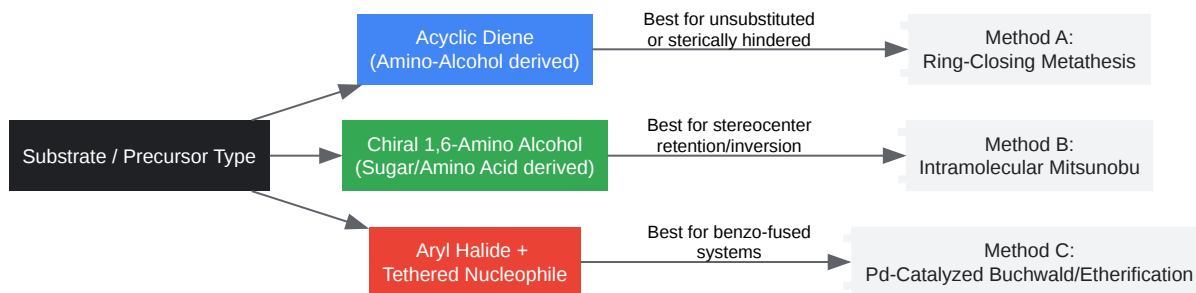 Substrate / Precursor Type
Acyclic Diene
(Amino-Alcohol derived)
Best for unsubstituted
or sterically hindered
Method A:
Ring-Closing Metathesis
Chiral 1,6-Amino Alcohol
(Sugar/Amino Acid derived)
Best for stereocenter
retention/inversion
Method B:
Intramolecular Mitsunobu
Aryl Halide +
Tethered Nucleophile
Best for benzo-fused
systems
Method C:
Pd-Catalyzed Buchwald/Etherification